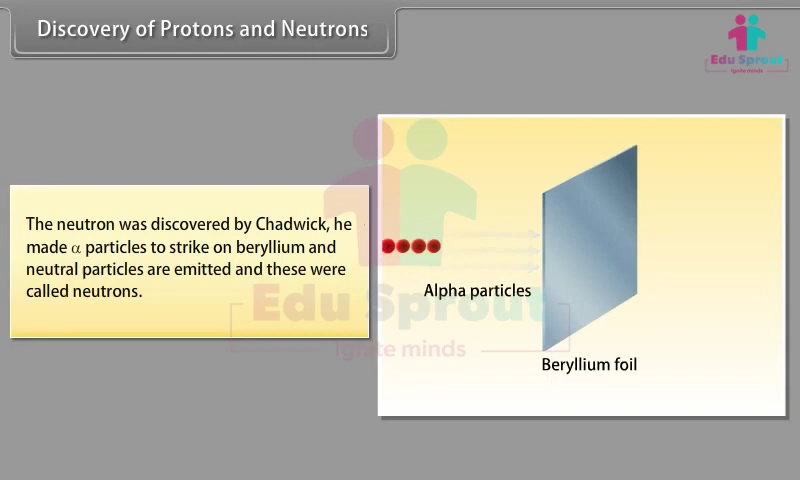 Discovery of Protons and Neutrons
Edu Sprout
Ignite minds
The neutron was discovered by Chadwick, he
made α particles to strike on beryllium and
neutral particles are emitted and these were
called neutrons.
Alpha particles
Beryllium foil
Edu Sprout
Ignite minds